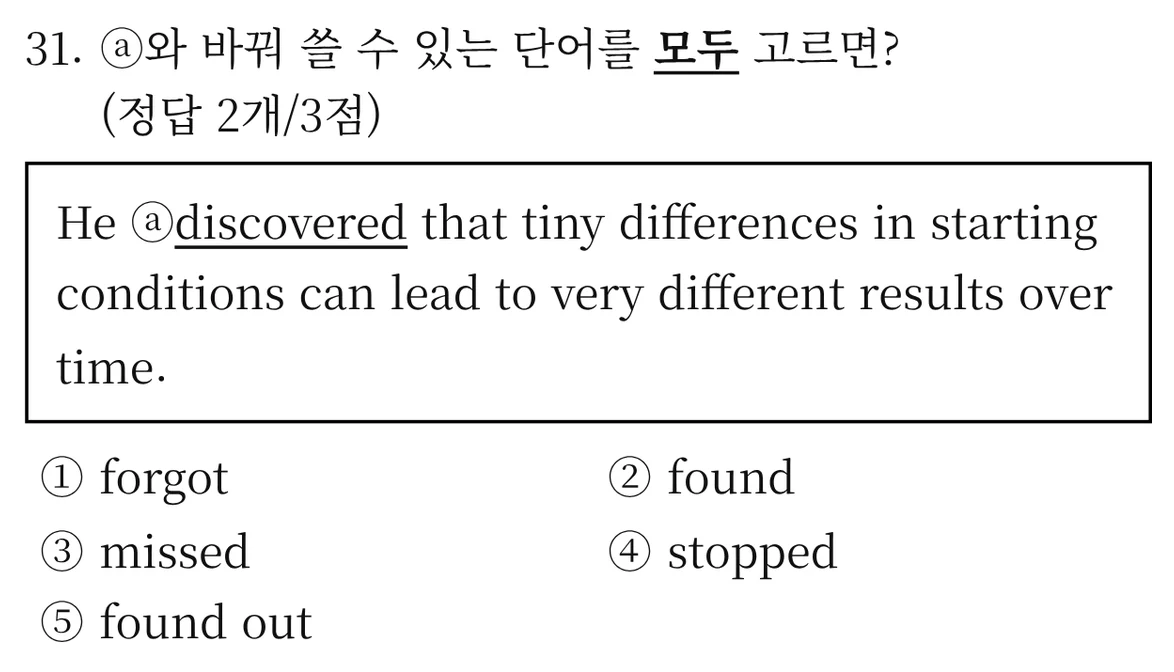 31. ⓐ와 바꿔 쓸 수 있는 단어를 모두 고르면?
(정답 2개/3점)
He ⓐdiscovered that tiny differences in starting
conditions can lead to very different results over
time.
① forgot
② found
③ missed
④ stopped
⑤ found out